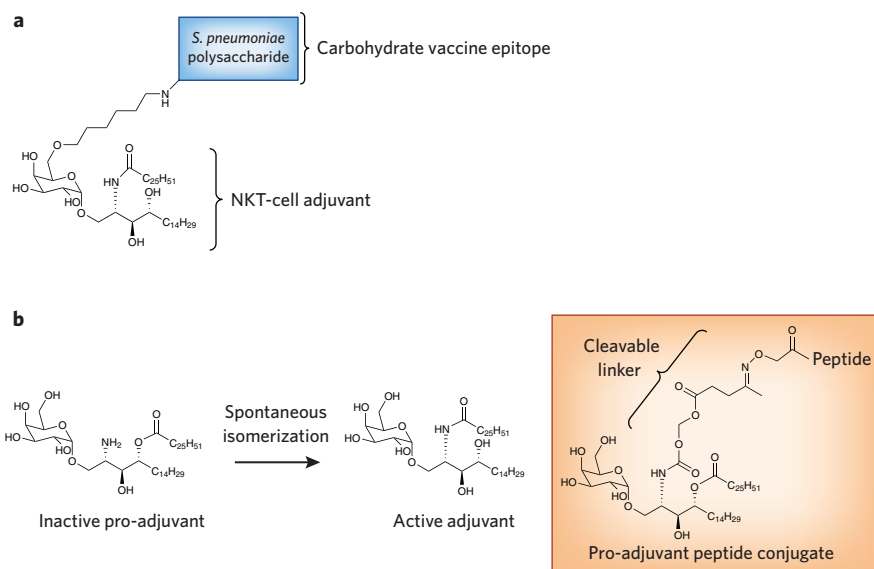 a
S. pneumoniae
polysaccharide
Carbohydrate vaccine epitope
N
H
O
HO
O
O
HN
C₂₅H₅₁
OH
HO
HO
O
C₁₄H₂₉
OH
NKT-cell adjuvant
b
OH
HO
O
HO
HO
NH₂
O
O
C₂₅H₅₁
O
C₁₄H₂₉
OH
Inactive pro-adjuvant
Spontaneous
isomerization
OH
HO
O
HO
HO
O
HN
C₂₅H₅₁
OH
O
C₁₄H₂₉
OH
Active adjuvant
Cleavable
linker
O
O
N
Peptide
O
O
O
OH
HO
O
HO
HO
HN
O
O
O
C₂₅H₅₁
O
C₁₄H₂₉
OH
Pro-adjuvant peptide conjugate